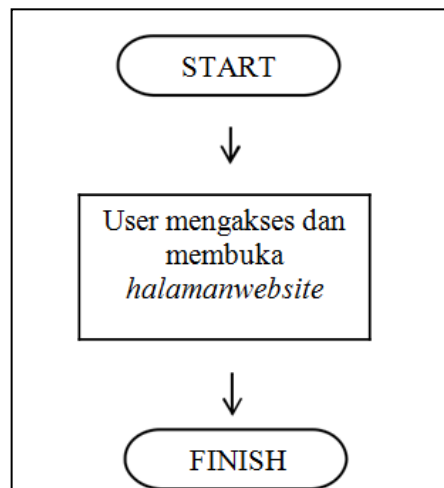 START
User mengakses dan
membuka
halamanwebsite
FINISH